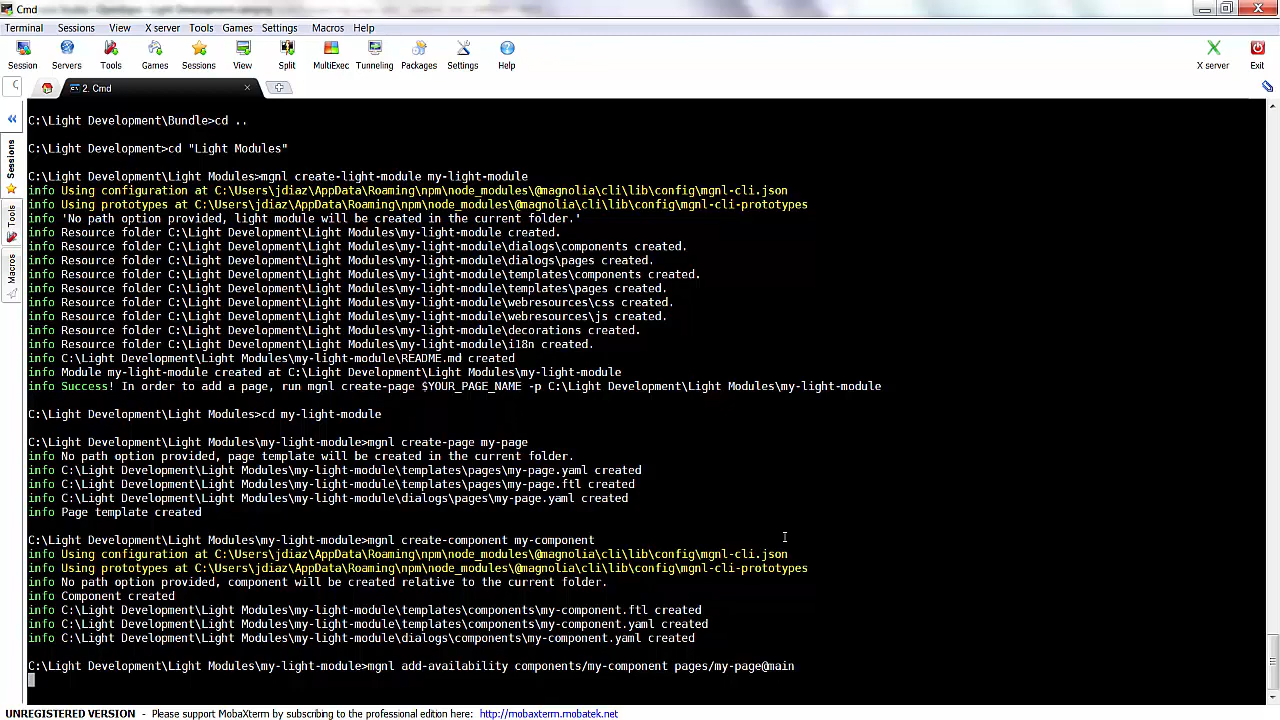 Cmd
Terminal Sessions View X server Tools Games Settings Macros Help
Session Servers Tools Games Sessions View Split MultiExec Tunneling Packages Settings Help X server Exit
2. Cmd
Sessions
Tools
Macros
C:\Light Development\Bundle>cd ..
C:\Light Development>cd "Light Modules"
C:\Light Development\Light Modules>mgnl create-light-module my-light-module
info Using configuration at C:\Users\jdiaz\AppData\Roaming\npm\node_modules\@magnolia\cli\lib\config\mgnl-cli.json
info Using prototypes at C:\Users\jdiaz\AppData\Roaming\npm\node_modules\@magnolia\cli\lib\config\mgnl-cli-prototypes
info 'No path option provided, light module will be created in the current folder.'
info Resource folder C:\Light Development\Light Modules\my-light-module created.
info Resource folder C:\Light Development\Light Modules\my-light-module\dialogs\components created.
info Resource folder C:\Light Development\Light Modules\my-light-module\dialogs\pages created.
info Resource folder C:\Light Development\Light Modules\my-light-module\templates\components created.
info Resource folder C:\Light Development\Light Modules\my-light-module\templates\pages created.
info Resource folder C:\Light Development\Light Modules\my-light-module\webresources\css created.
info Resource folder C:\Light Development\Light Modules\my-light-module\webresources\js created.
info Resource folder C:\Light Development\Light Modules\my-light-module\decorations created.
info Resource folder C:\Light Development\Light Modules\my-light-module\i18n created.
info C:\Light Development\Light Modules\my-light-module\README.md created
info Module my-light-module created at C:\Light Development\Light Modules\my-light-module
info Success! In order to add a page, run mgnl create-page $YOUR_PAGE_NAME -p C:\Light Development\Light Modules\my-light-module
C:\Light Development\Light Modules>cd my-light-module
C:\Light Development\Light Modules\my-light-module>mgnl create-page my-page
info No path option provided, page template will be created in the current folder.
info C:\Light Development\Light Modules\my-light-module\templates\pages\my-page.yaml created
info C:\Light Development\Light Modules\my-light-module\templates\pages\my-page.ftl created
info C:\Light Development\Light Modules\my-light-module\dialogs\pages\my-page.yaml created
info Page template created
C:\Light Development\Light Modules\my-light-module>mgnl create-component my-component
info Using configuration at C:\Users\jdiaz\AppData\Roaming\npm\node_modules\@magnolia\cli\lib\config\mgnl-cli.json
info Using prototypes at C:\Users\jdiaz\AppData\Roaming\npm\node_modules\@magnolia\cli\lib\config\mgnl-cli-prototypes
info No path option provided, component will be created relative to the current folder.
info Component created
info C:\Light Development\Light Modules\my-light-module\templates\components\my-component.ftl created
info C:\Light Development\Light Modules\my-light-module\templates\components\my-component.yaml created
info C:\Light Development\Light Modules\my-light-module\dialogs\components\my-component.yaml created
C:\Light Development\Light Modules\my-light-module>mgnl add-availability components/my-component pages/my-page@main
UNREGISTERED VERSION - Please support MobaXterm by subscribing to the professional edition here: http://mobaxterm.mobatek.net